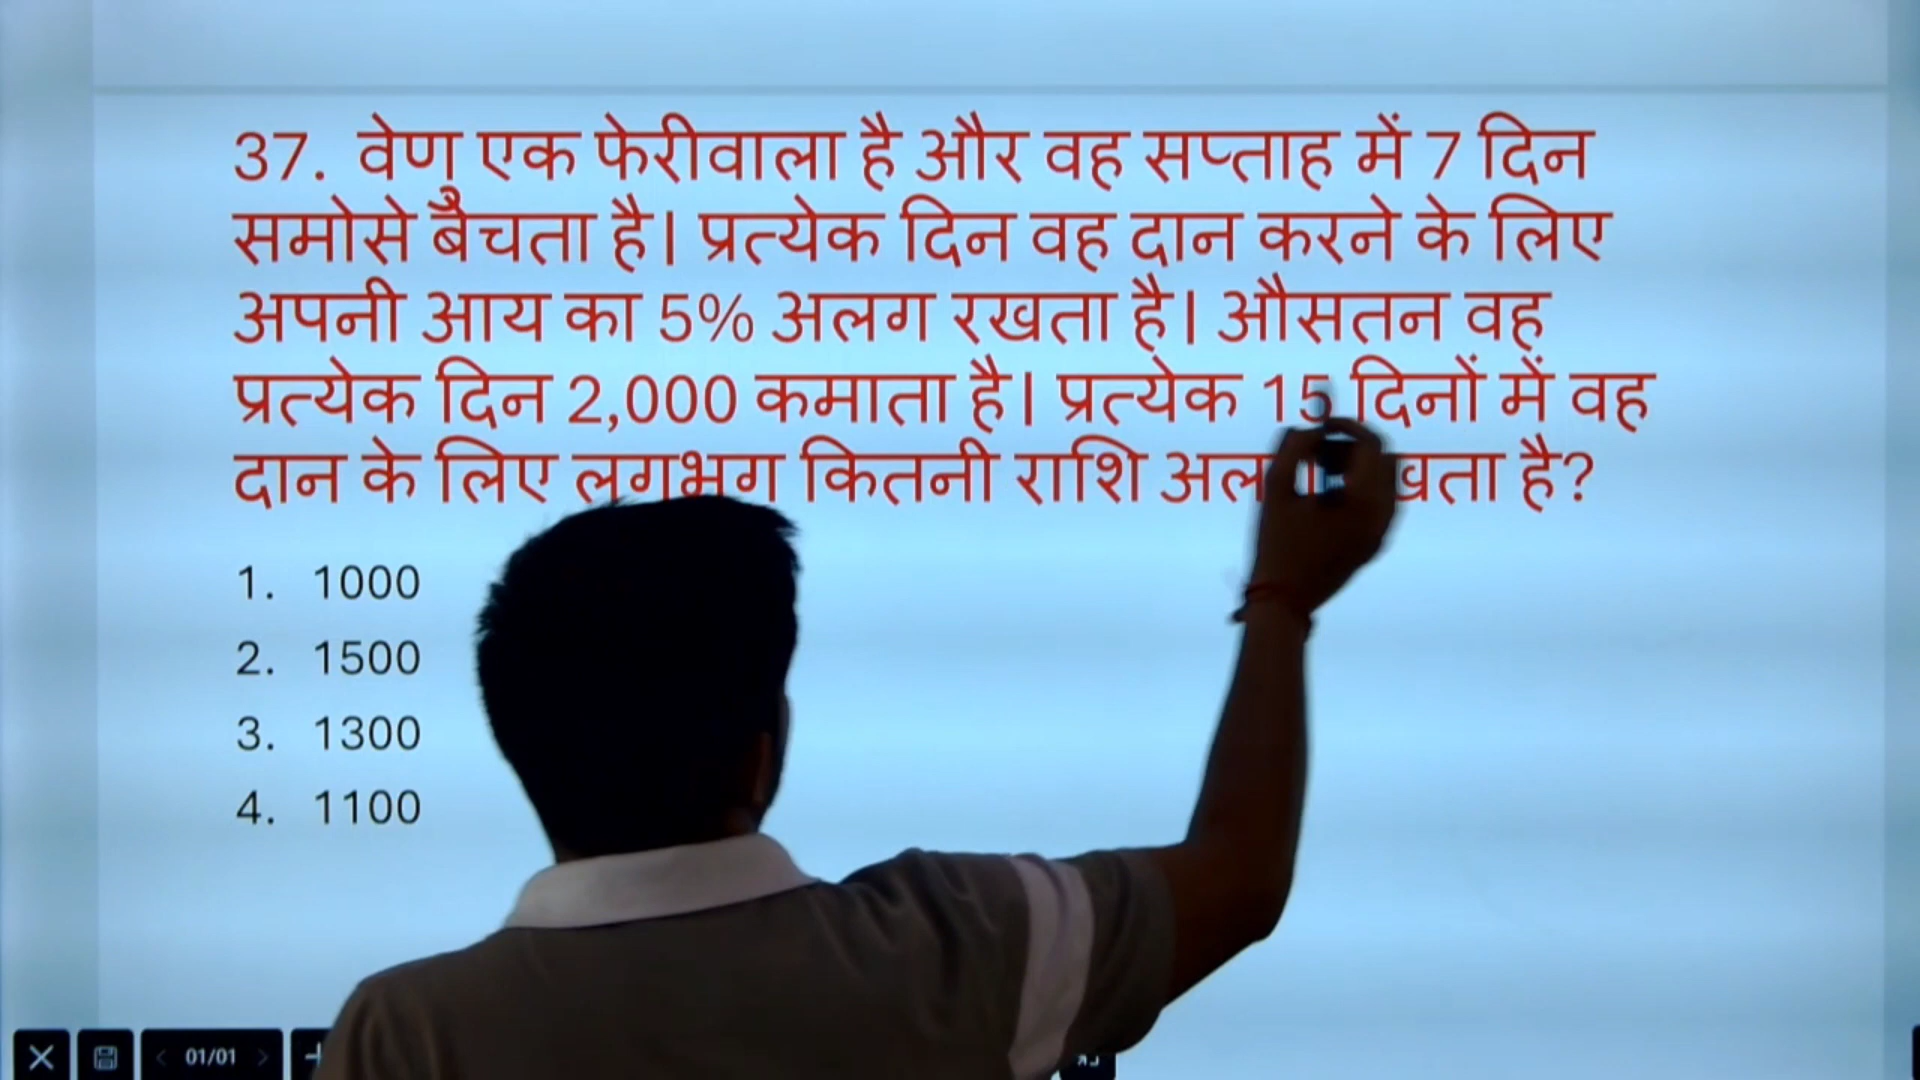 37. वेणु एक फेरीवाला है और वह सप्ताह में 7 दिन
समोसे बेचता है। प्रत्येक दिन वह दान करने के लिए
अपनी आय का 5% अलग रखता है। औसतन वह
प्रत्येक दिन 2,000 कमाता है। प्रत्येक 15 दिनों में वह
दान के लिए लगभग कितनी राशि है?
1. 1000
2. 1500
3. 1300
4. 1100
01/01